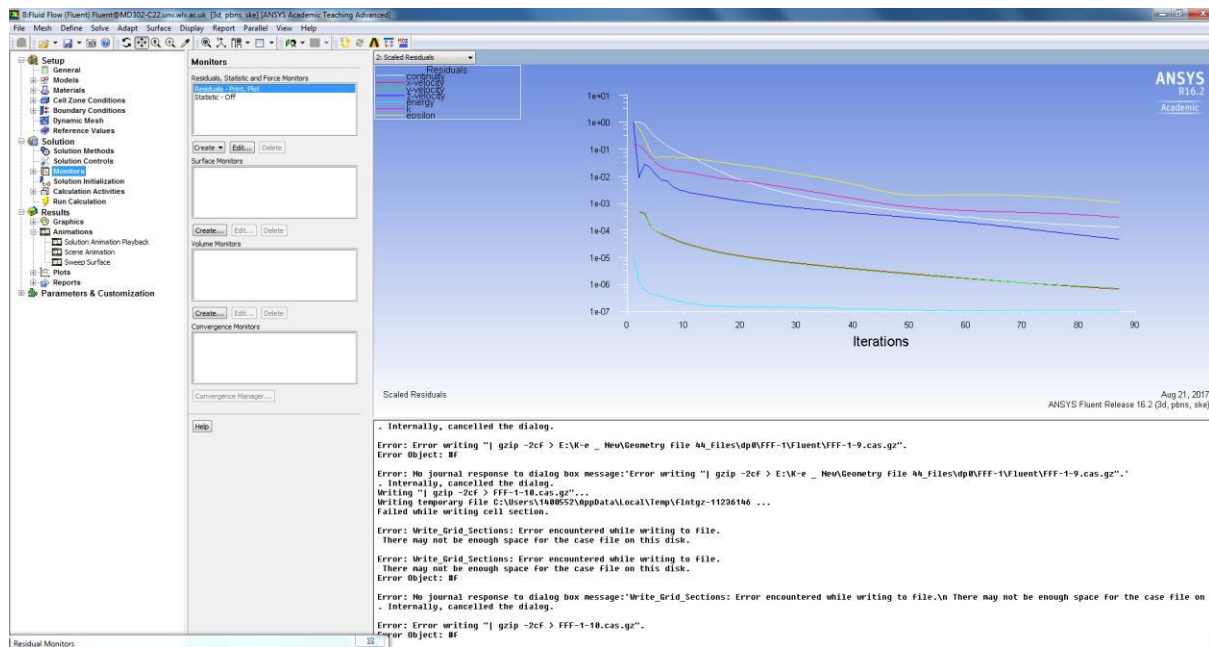 B:Fluid Flow (Fluent) Fluent@MD302-C22.unv.wlv.ac.uk [3d, pbns, ske] [ANSYS Academic Teaching Advanced]
File Mesh Define Solve Adapt Surface Display Report Parallel View Help
Setup
General
Models
Materials
Cell Zone Conditions
Boundary Conditions
Dynamic Mesh
Reference Values
Solution
Solution Methods
Solution Controls
Monitors
Solution Initialization
Calculation Activities
Run Calculation
Results
Graphics
Animations
Solution Animation Playback
Scene Animation
Sweep Surface
Plots
Reports
Parameters & Customization
Monitors
Residuals, Statistic and Force Monitors
Residuals - Print, Plot
Statistic - Off
Create Edit... Delete
Surface Monitors
Create... Edit... Delete
Volume Monitors
Create... Edit... Delete
Convergence Monitors
Convergence Manager...
Help
2: Scaled Residuals
Residuals
continuity
x-velocity
y-velocity
z-velocity
energy
k
epsilon
ANSYS
R16.2
Academic
1e+01
1e+00
1e-01
1e-02
1e-03
1e-04
1e-05
1e-06
1e-07
0 10 20 30 40 50 60 70 80 90
Iterations
Scaled Residuals
Aug 21, 2017
ANSYS Fluent Release 16.2 (3d, pbns, ske)
. Internally, cancelled the dialog.
Error: Error writing "| gzip -2cf > E:\K-e _ New\Geometry file 44_files\dp0\FFF-1\Fluent\FFF-1-9.cas.gz".
Error Object: #f
Error: No journal response to dialog box message:'Error writing "| gzip -2cf > E:\K-e _ New\Geometry file 44_files\dp0\FFF-1\Fluent\FFF-1-9.cas.gz".'
. Internally, cancelled the dialog.
Writing "| gzip -2cf > FFF-1-10.cas.gz"...
Writing temporary file C:\Users\1400552\AppData\Local\Temp\flntgz-11236146 ...
Failed while writing cell section.
Error: Write_Grid_Sections: Error encountered while writing to file.
There may not be enough space for the case file on this disk.
Error: Write_Grid_Sections: Error encountered while writing to file.
There may not be enough space for the case file on this disk.
Error Object: #f
Error: No journal response to dialog box message:'Write_Grid_Sections: Error encountered while writing to file.\n There may not be enough space for the case file on
. Internally, cancelled the dialog.
Error: Error writing "| gzip -2cf > FFF-1-10.cas.gz".
Error Object: #f
Residual Monitors